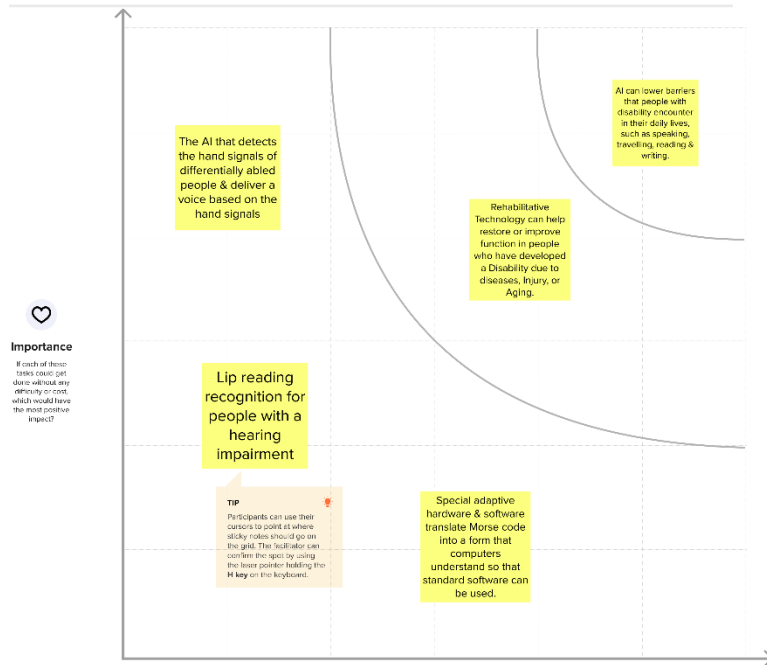 AI can lower barriers
that people with
disability encounter
in their daily lives,
such as speaking,
travelling, reading &
writing.
The AI that detects
the hand signals of
differentially abled
people & deliver a
voice based on the
hand signals
Rehabilitative
Technology can help
restore or improve
function in people
who have developed
a Disability due to
diseases, Injury, or
Aging.
Importance
If each of these
tasks could get
done without any
difficulty or cost,
which would have
the most positive
impact?
Lip reading
recognition for
people with a
hearing
impairment
TIP
Participants can use their
cursors to point at where
sticky notes should go on
the grid. The facilitator can
confirm the spot by using
the laser pointer holding the
H key on the keyboard.
Special adaptive
hardware & software
translate Morse code
into a form that
computers
understand so that
standard software can
be used.